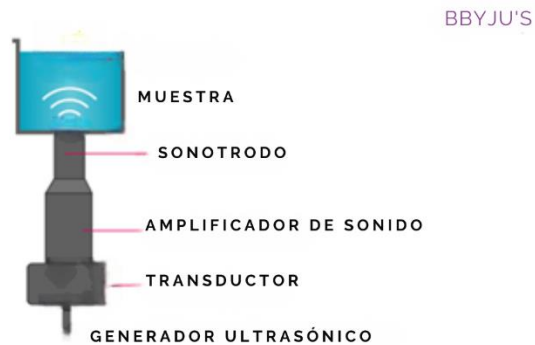 BBYJU'S
MUESTRA
SONOTRODO
AMPLIFICADOR DE SONIDO
TRANSDUCTOR
GENERADOR ULTRASÓNICO